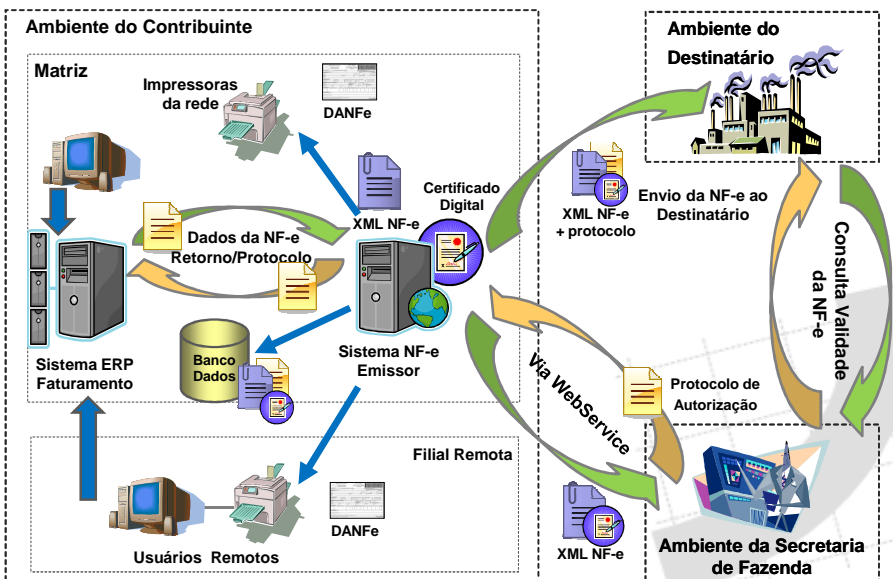 Ambiente do Contribuinte
Matriz
Impressoras
da rede
DANFe
XML NF-e
Certificado
Digital
Dados da NF-e
Retorno/Protocolo
Sistema ERP
Faturamento
Banco
Dados
Sistema NF-e
Emissor
Filial Remota
DANFe
Usuários Remotos
Ambiente do
Destinatário
XML NF-e
+ protocolo
Envio da NF-e ao
Destinatário
Consulta Validade
da NF-e
Via WebService
Protocolo de
Autorização
XML NF-e
Ambiente da Secretaria
de Fazenda